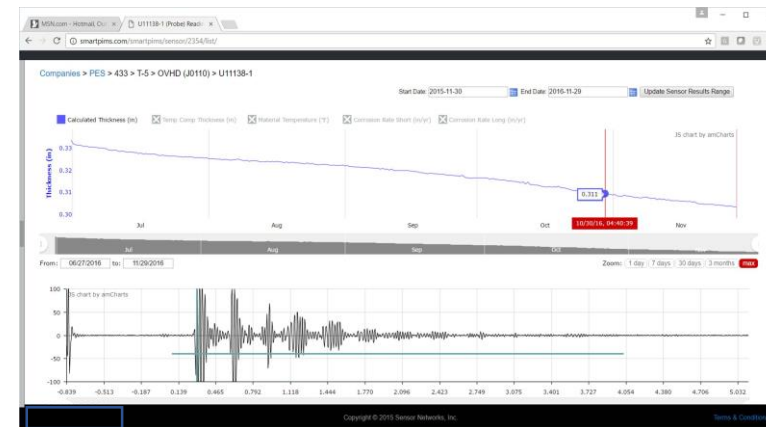 MSN.com - Hotmail, Out
U11138-1 (Probe) Readi
smartpims.com/smartpims/sensor/2354/list/
Companies > PES > 433 > T-5 > OVHD (J0110) > U11138-1
Start Date: 2015-11-30 End Date: 2016-11-29 Update Sensor Results Range
Calculated Thickness (in) Temp Comp Thickness (in) Material Temperature (°F) Corrosion Rate Short (in/yr) Corrosion Rate Long (in/yr)
JS chart by amCharts
Thickness (in)
0.33
0.32
0.31
0.30
0.311
Jul Aug Sep Oct 10/30/16, 04:40:39 Nov
Jul Aug Sep Oct
From: 06/27/2016 to: 11/29/2016 Zoom: 1 day 7 days 30 days 3 months max
JS chart by amCharts
100
50
0
-50
-100
-0.839 -0.513 -0.187 0.139 0.465 0.792 1.118 1.444 1.770 2.096 2.423 2.749 3.075 3.401 3.727 4.054 4.380 4.706 5.032
Copyright © 2015 Sensor Networks, Inc.
Terms & Condition